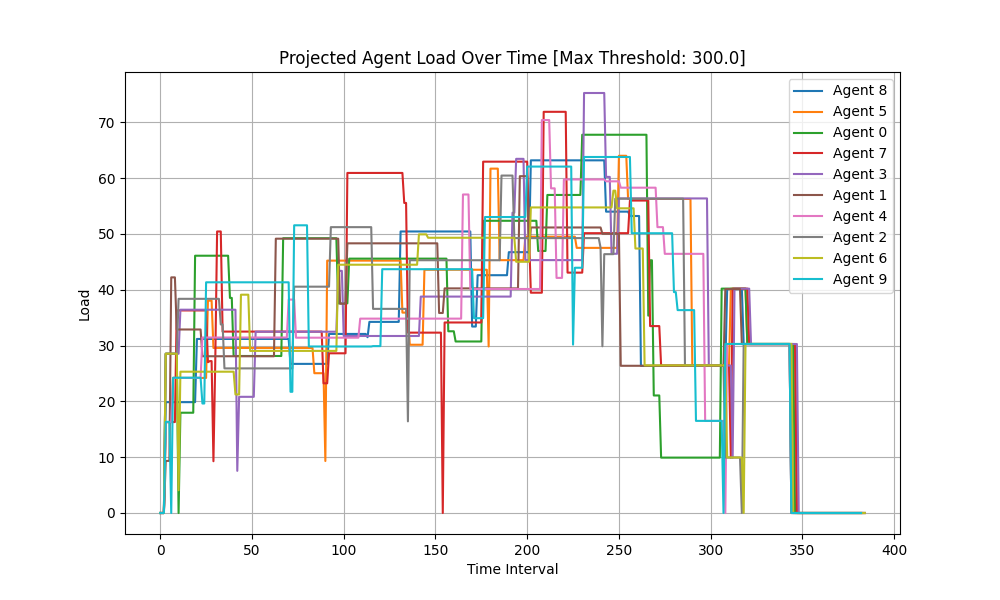 Projected Agent Load Over Time [Max Threshold: 300.0]
Agent 8
Agent 5
Agent 0
Agent 7
Agent 3
Agent 1
Agent 4
Agent 2
Agent 6
Agent 9
Load
70
60
50
40
30
20
10
0
0 50 100 150 200 250 300 350 400
Time Interval